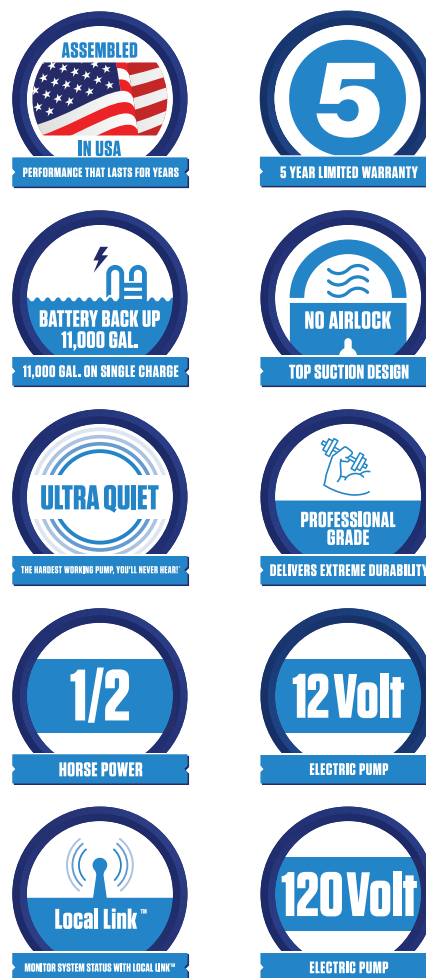 ASSEMBLED
IN USA
PERFORMANCE THAT LASTS FOR YEARS
5
5 YEAR LIMITED WARRANTY
BATTERY BACK UP
11,000 GAL.
11,000 GAL. ON SINGLE CHARGE
NO AIRLOCK
TOP SUCTION DESIGN
ULTRA QUIET
THE HARDEST WORKING PUMP, YOU'LL NEVER HEAR!™
PROFESSIONAL
GRADE
DELIVERS EXTREME DURABILITY
1/2
HORSE POWER
12 Volt
ELECTRIC PUMP
Local Link™
MONITOR SYSTEM STATUS WITH LOCAL LINK™
120 Volt
ELECTRIC PUMP